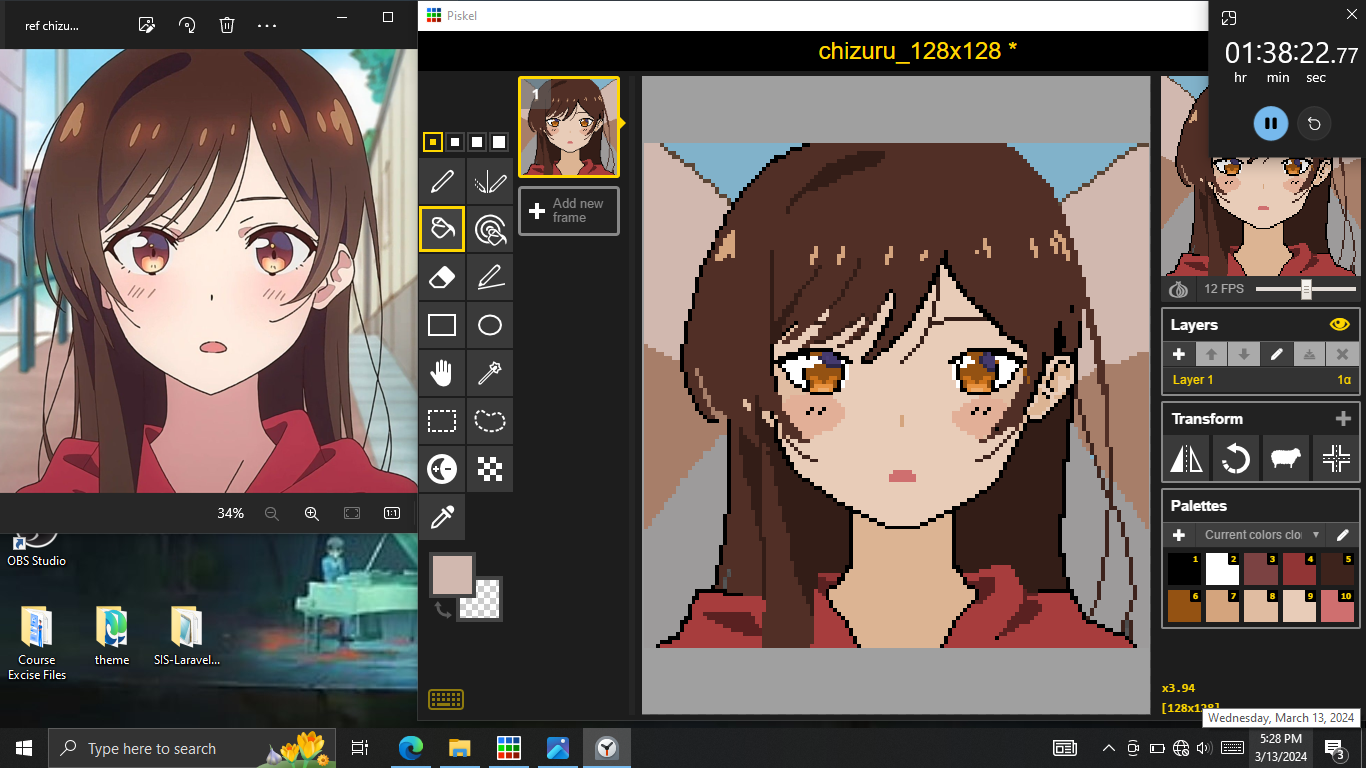 ref chizu...
Piskel
chizuru_128x128 *
01:38:22.77
hr min sec
1
Add new
frame
12 FPS
Layers
Layer 1
1α
Transform
Palettes
Current colors clo
1 2 3 4 5
6 7 8 9 10
x3.94
[128x128]
34%
1:1
OBS Studio
Course
Excise Files
theme
SIS-Laravel...
Wednesday, March 13, 2024
Type here to search
5:28 PM
3/13/2024
3